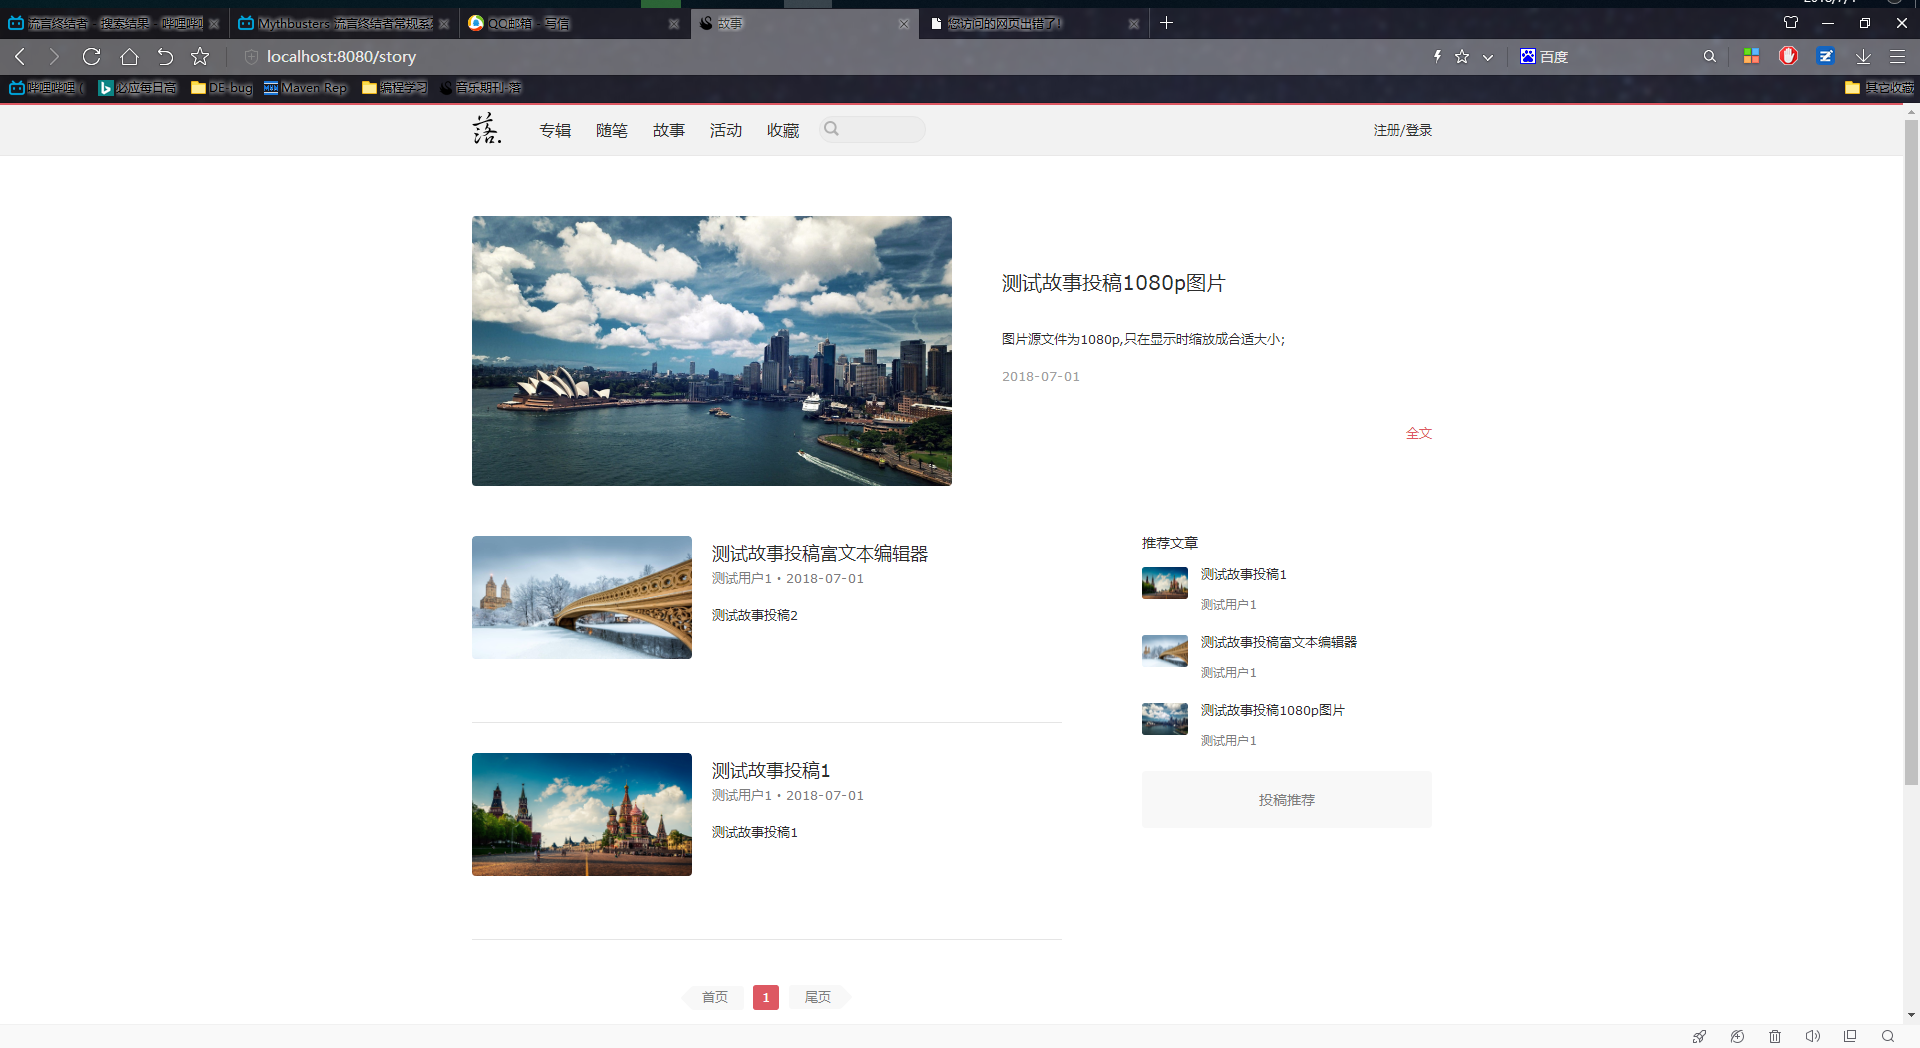 流言终结者 - 搜索结果 - 哔哩哔
Mythbusters 流言终结者常规系
QQ邮箱 - 写信
故事
您访问的网页出错了！
localhost:8080/story
百度
哔哩哔哩 (
必应每日高
DE-bug
Maven Rep
编程学习
音乐期刊-落
其它收藏
落.
专辑
随笔
故事
活动
收藏
注册/登录
测试故事投稿1080p图片
图片源文件为1080p,只在显示时缩放成合适大小;
2018-07-01
全文
测试故事投稿富文本编辑器
测试用户1 • 2018-07-01
测试故事投稿2
测试故事投稿1
测试用户1 • 2018-07-01
测试故事投稿1
推荐文章
测试故事投稿1
测试用户1
测试故事投稿富文本编辑器
测试用户1
测试故事投稿1080p图片
测试用户1
投稿推荐
首页
1
尾页